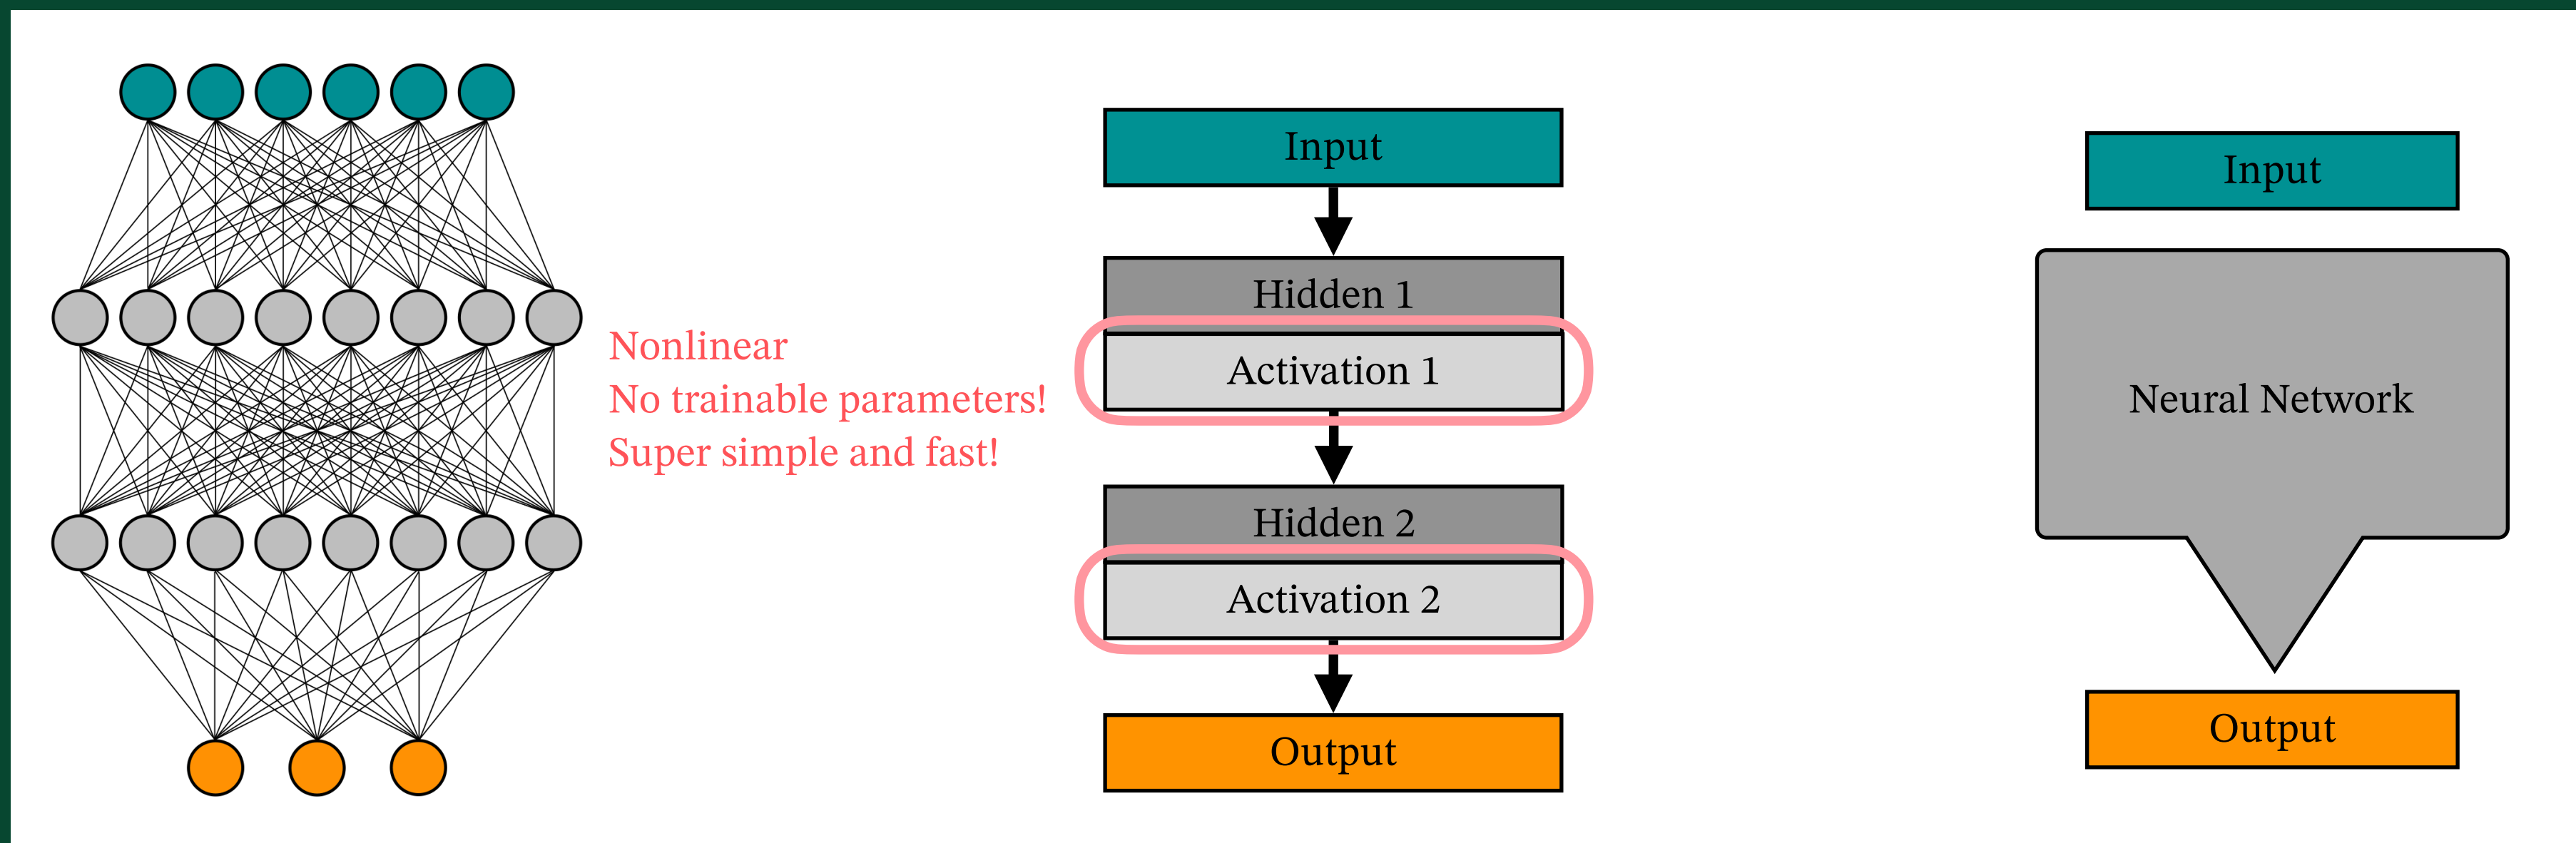 Nonlinear
No trainable parameters!
Super simple and fast!
Input
Hidden 1
Activation 1
Hidden 2
Activation 2
Output
Input
Neural Network
Output